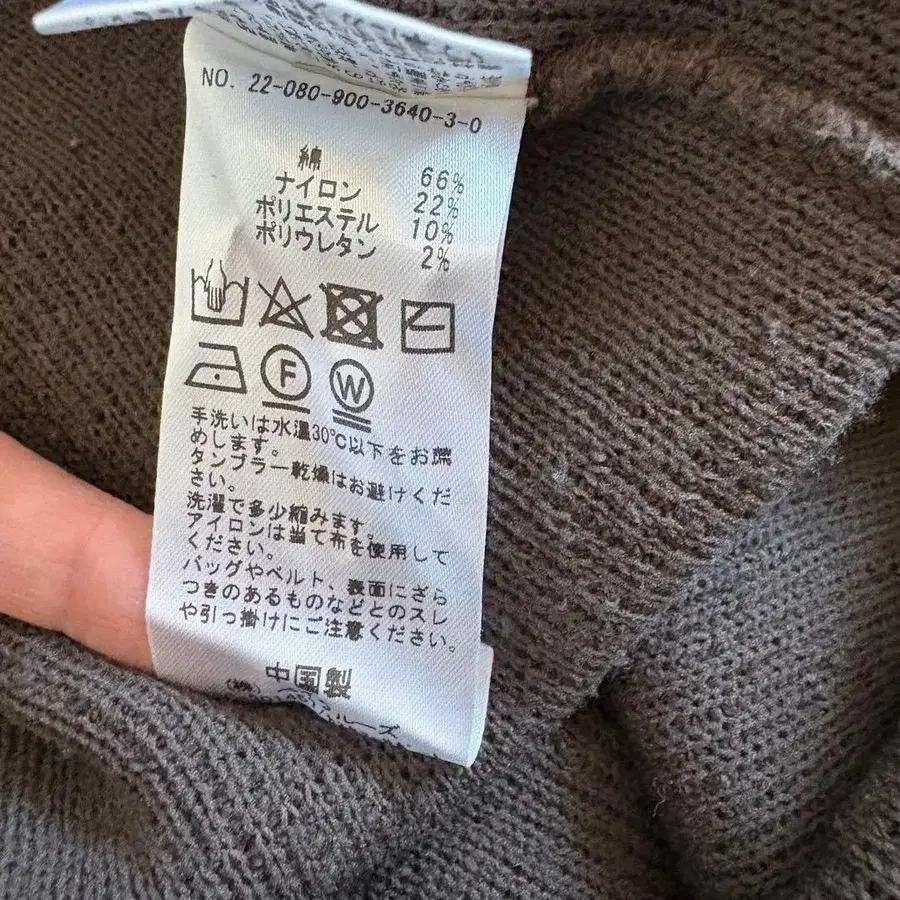 NO. 22-080-900-3640-3-0
綿 66%
ナイロン 22%
ポリエステル 10%
ポリウレタン 2%
F W
手洗いは水温30℃以下をお薦
めします。
タンブラー乾燥はお避けくだ
さい。
洗濯で多少縮みます。
アイロンは当て布を使用して
ください。
バッグやベルト、表面にざら
つきのあるものなどとのスレ
や引っ掛けにご注意ください。
中国製
(株)